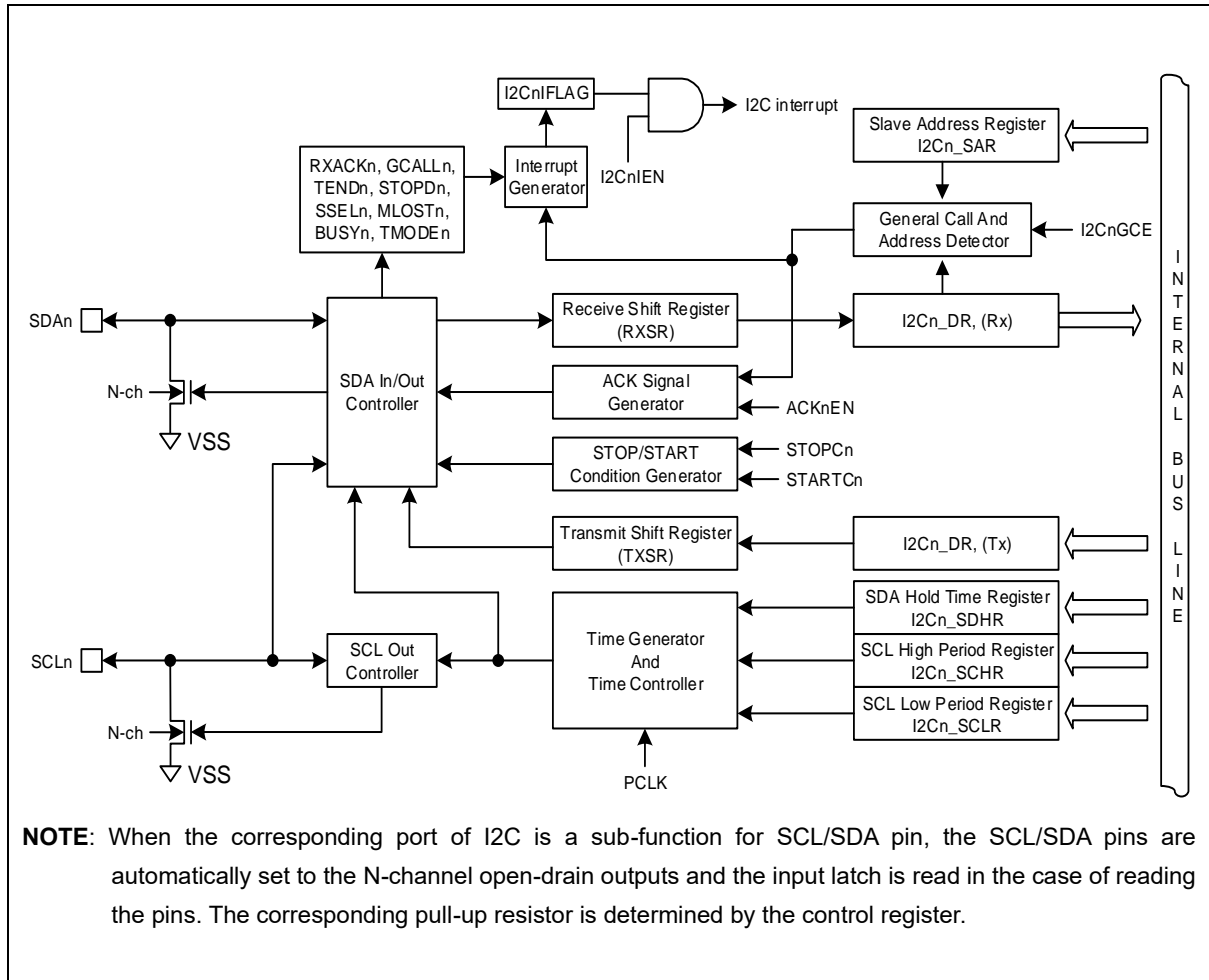 I2CnIFLAG
I2C interrupt
Slave Address Register
I2Cn_SAR
RXACKn, GCALLn,
TENDn, STOPDn,
SSELn, MLOSTn,
BUSYn, TMODEn
Interrupt
Generator
I2CnIEN
General Call And
Address Detector
I2CnGCE
SDAn
Receive Shift Register
(RXSR)
I2Cn_DR, (Rx)
N-ch
VSS
SDA In/Out
Controller
ACK Signal
Generator
ACKnEN
STOP/START
Condition Generator
STOPCn
STARTCn
Transmit Shift Register
(TXSR)
I2Cn_DR, (Tx)
SDA Hold Time Register
I2Cn_SDHR
SCLn
SCL Out
Controller
Time Generator
And
Time Controller
SCL High Period Register
I2Cn_SCHR
SCL Low Period Register
I2Cn_SCLR
N-ch
VSS
PCLK
INTERNAL BUS LINE
NOTE: When the corresponding port of I2C is a sub-function for SCL/SDA pin, the SCL/SDA pins are
automatically set to the N-channel open-drain outputs and the input latch is read in the case of reading
the pins. The corresponding pull-up resistor is determined by the control register.